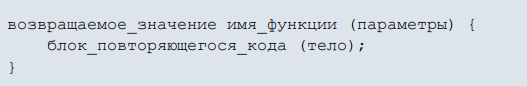 возвращаемое_значение имя_функции (параметры) {
    блок_повторяющегося_кода (тело);
}